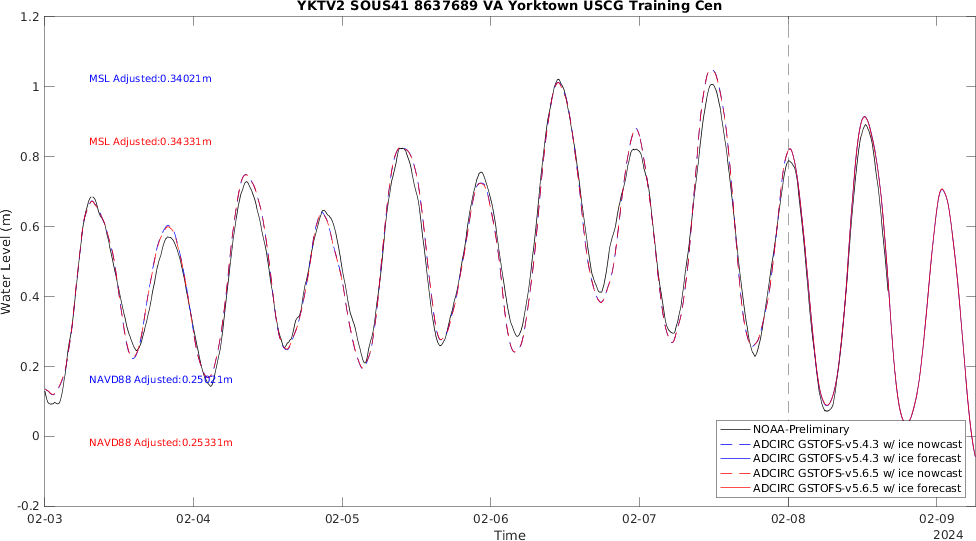 YKTV2 SOUS41 8637689 VA Yorktown USCG Training Cen
1.2
1
0.8
0.6
0.4
0.2
0
-0.2
Water Level (m)
MSL Adjusted:0.34021m
MSL Adjusted:0.34331m
NAVD88 Adjusted:0.25021m
NAVD88 Adjusted:0.25331m
NOAA-Preliminary
ADCIRC GSTOFS-v5.4.3 w/ ice nowcast
ADCIRC GSTOFS-v5.4.3 w/ ice forecast
ADCIRC GSTOFS-v5.6.5 w/ ice nowcast
ADCIRC GSTOFS-v5.6.5 w/ ice forecast
02-03 02-04 02-05 02-06 02-07 02-08 02-09
Time
2024